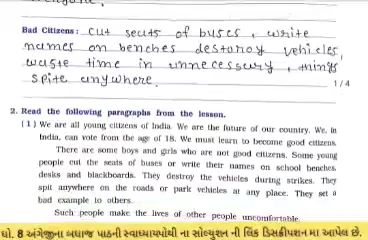 Bad Citizens: cut seats of buses, write
names on benches destoroy vehicles,
waste time in unnecessary, things
spite anywhere.
1 / 4
2. Read the following paragraphs from the lesson.
(1) We are all young citizens of India. We are the future of our country. We, in
India, can vote from the age of 18. We must learn to become good citizens.
There are some boys and girls who are not good citizens. Some young
people cut the seats of buses or write their names on school benches,
desks and blackboards. They destroy the vehicles during strikes. They
spit anywhere on the roads or park vehicles at any place. They set a
bad example to others.
Such people make the lives of other people uncomfortable.
ધો. 8 અંગ્રેજીના બધાજ પાઠની સ્વાધ્યાયપોથી ના સોલ્યુશન ની લિંક ડિસક્રીપશન મા આપેલ છે.